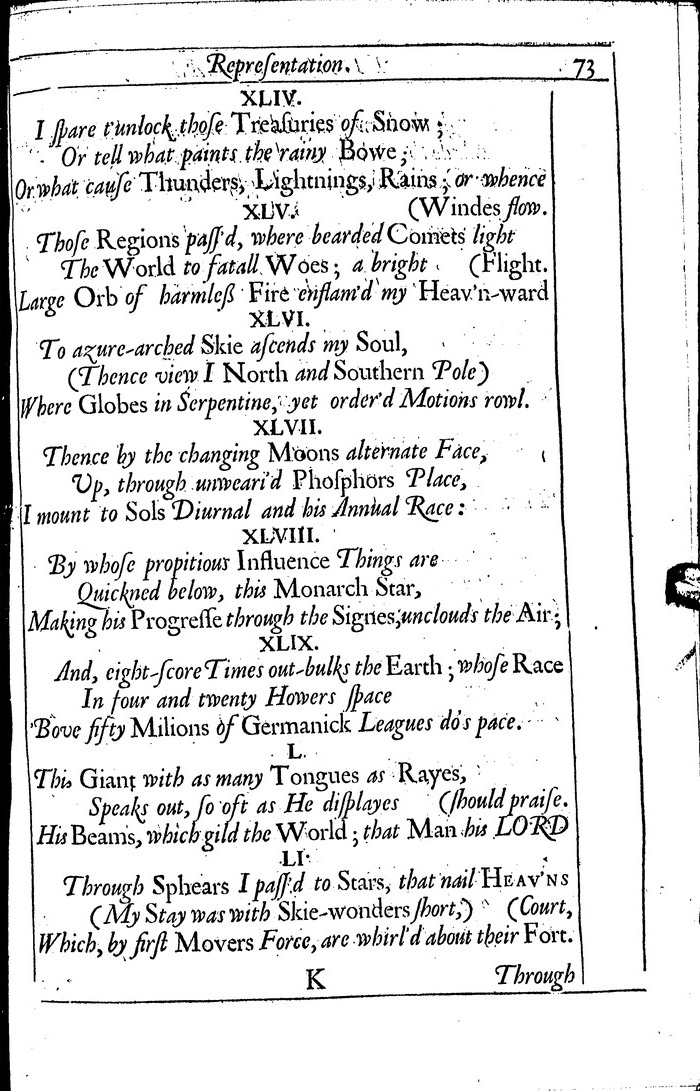 Repreſentation. 73
XLIV.
I ſpare t'unlock thoſe Treaſuries of Snow ;
Or tell what paints the rainy Bowe ;
Or what cauſe Thunders, Lightnings, Rains ; or whence
XLV. (Windes flow.
Thoſe Regions paſſ'd, where bearded Comets light
The World to fatall Woes ; a bright (Flight.
Large Orb of harmleß Fire enflam'd my Heav'n-ward
XLVI.
To azure-arched Skie aſcends my Soul,
(Thence view I North and Southern Pole)
Where Globes in Serpentine, yet order'd Motions rowl.
XLVII.
Thence by the changing Moons alternate Face,
Up, through unweari'd Phoſphors Place,
I mount to Sols Diurnal and his Annual Race :
XLVIII.
By whoſe propitious Influence Things are
Quickned below, this Monarch Star,
Making his Progreſſe through the Signes, unclouds the Air ;
XLIX.
And, eight-ſcore Times out-bulks the Earth ; whoſe Race
In four and twenty Howers ſpace
'Bove fifty Milions of Germanick Leagues do's pace.
L.
This Giant with as many Tongues as Rayes,
Speaks out, ſo oft as He diſplayes (ſhould praiſe.
His Beams, which gild the World ; that Man his LORD
LI.
Through Sphears I paſſ'd to Stars, that nail HEAV'NS
(My Stay was with Skie-wonders ſhort,) (Court,
Which, by firſt Movers Force, are whirl'd about their Fort.
K Through